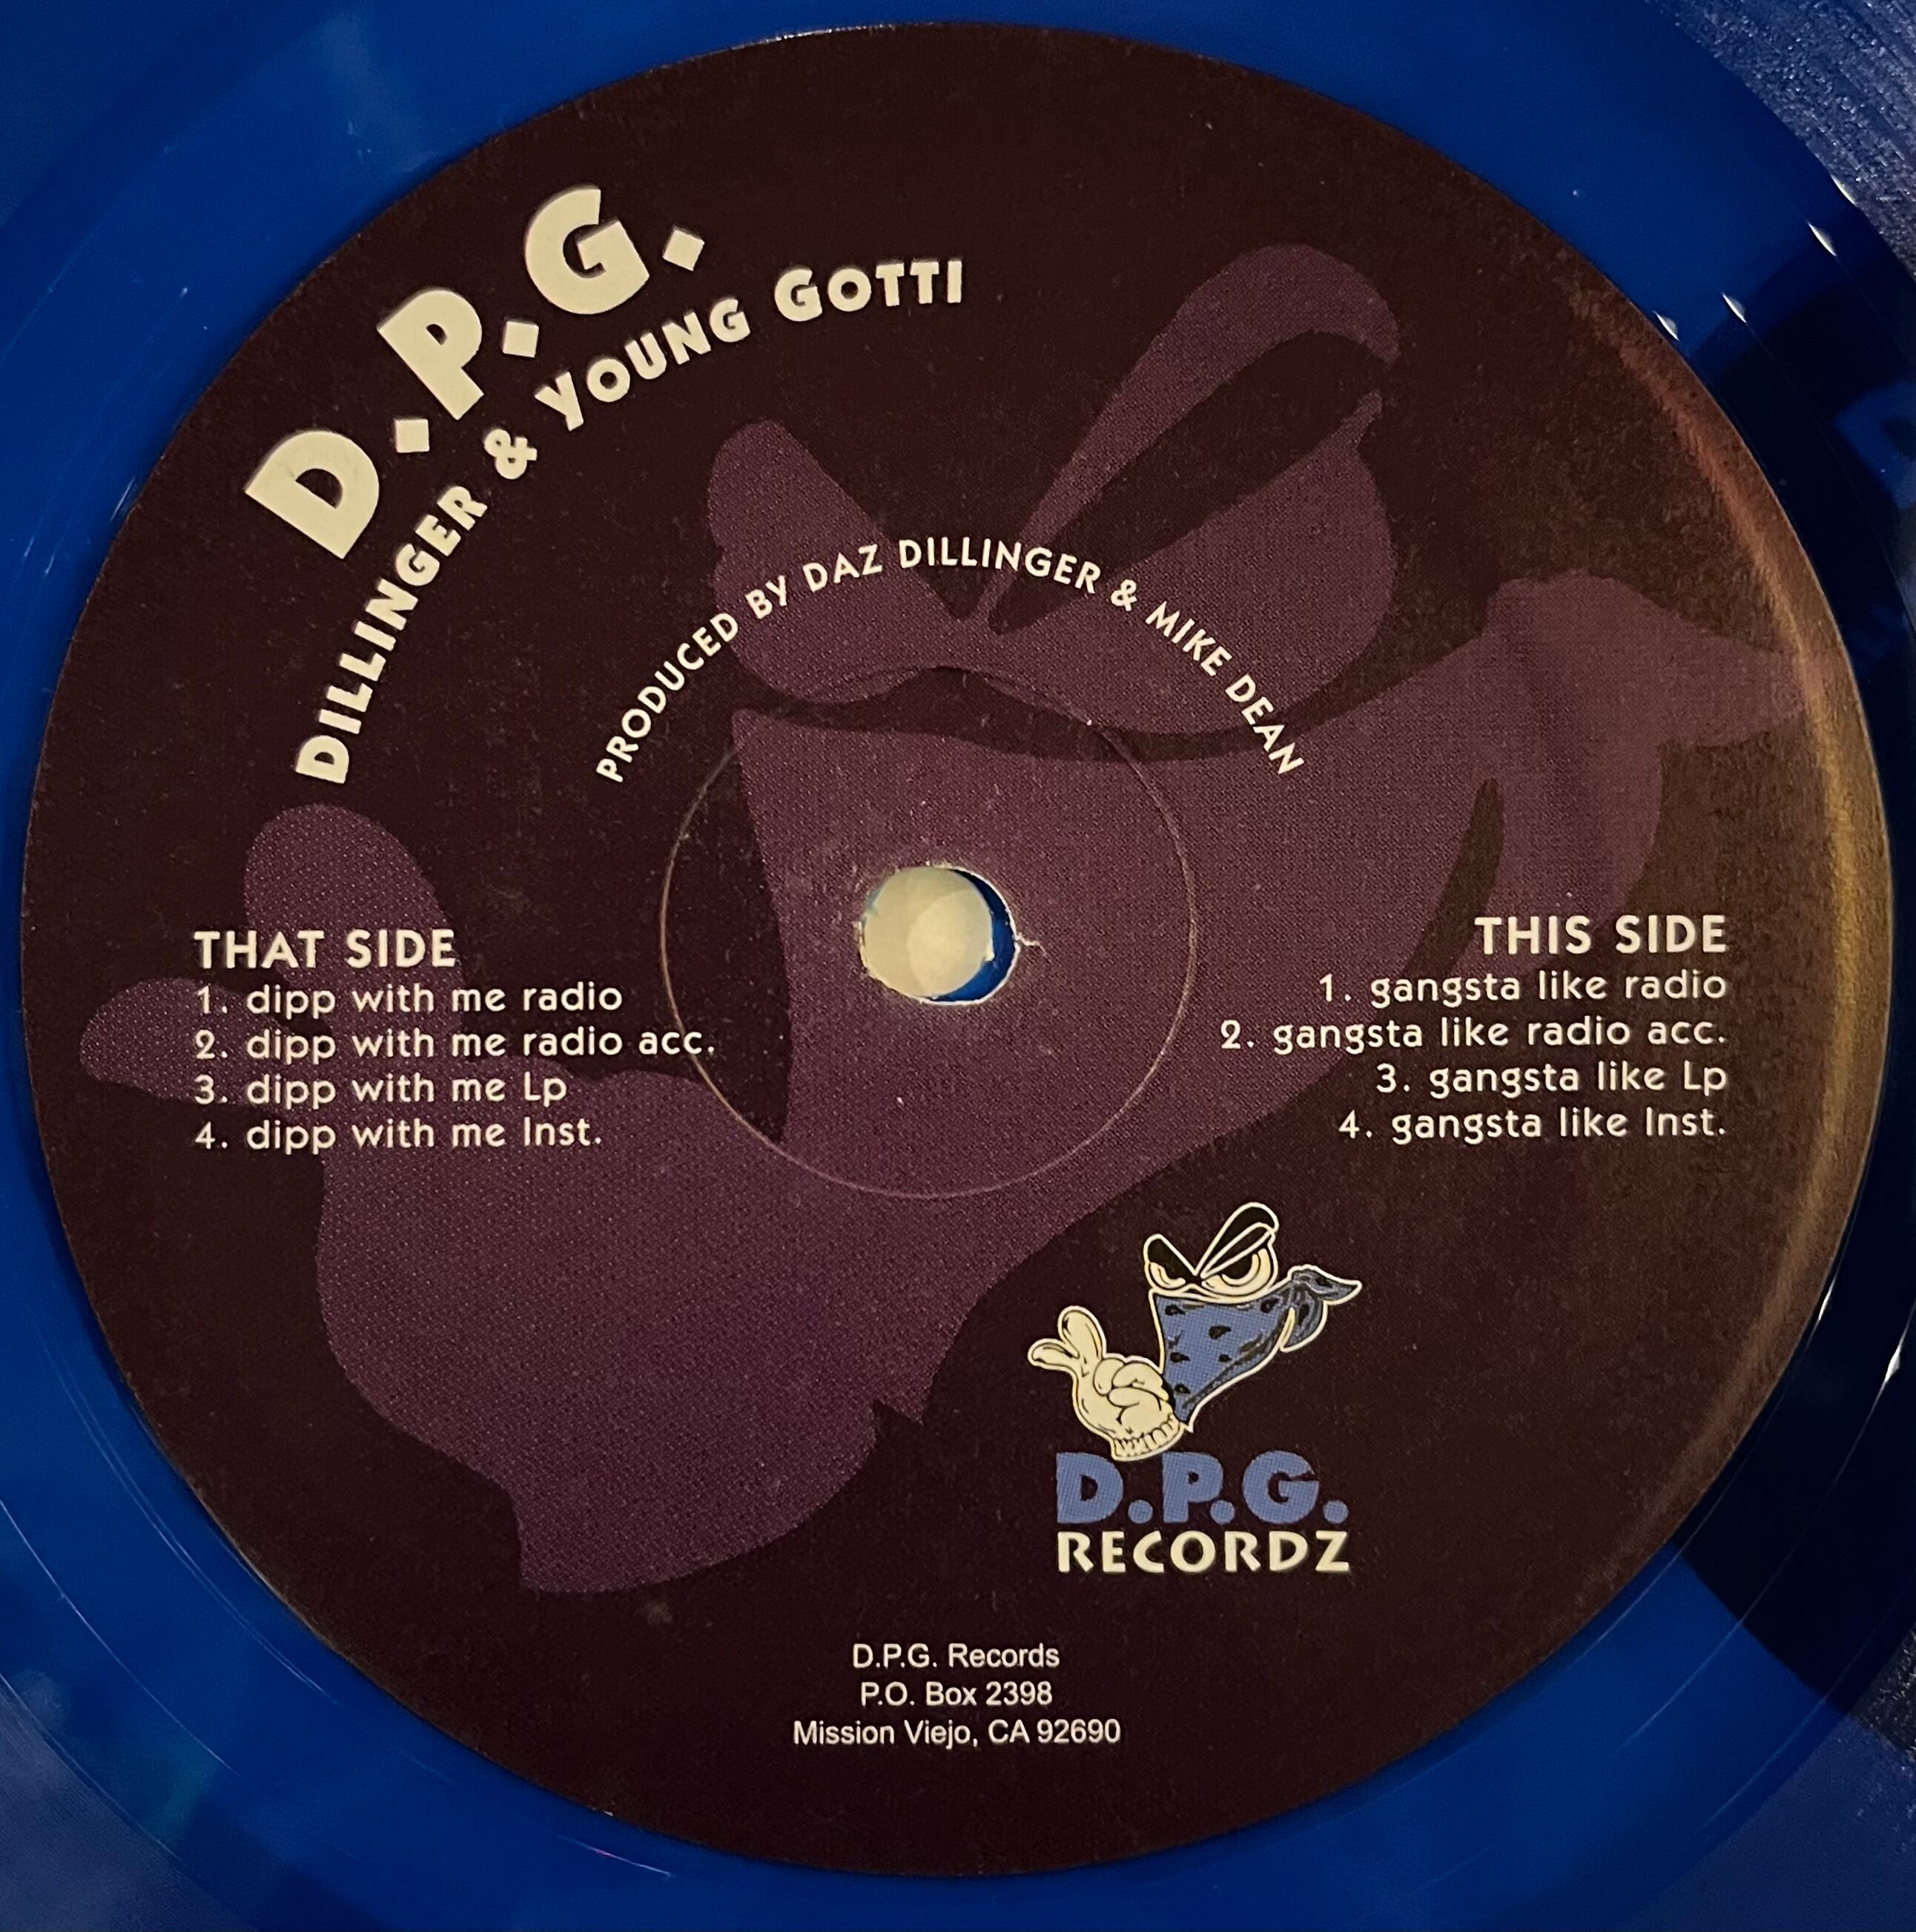 D.P.G.
DILLINGER & YOUNG GOTTI
PRODUCED BY DAZ DILLINGER & MIKE DEAN
THAT SIDE
1. dipp with me radio
2. dipp with me radio acc.
3. dipp with me Lp
4. dipp with me Inst.
THIS SIDE
1. gangsta like radio
2. gangsta like radio acc.
3. gangsta like Lp
4. gangsta like Inst.
D.P.G.
RECORDZ
D.P.G. Records
P.O. Box 2398
Mission Viejo, CA 92690